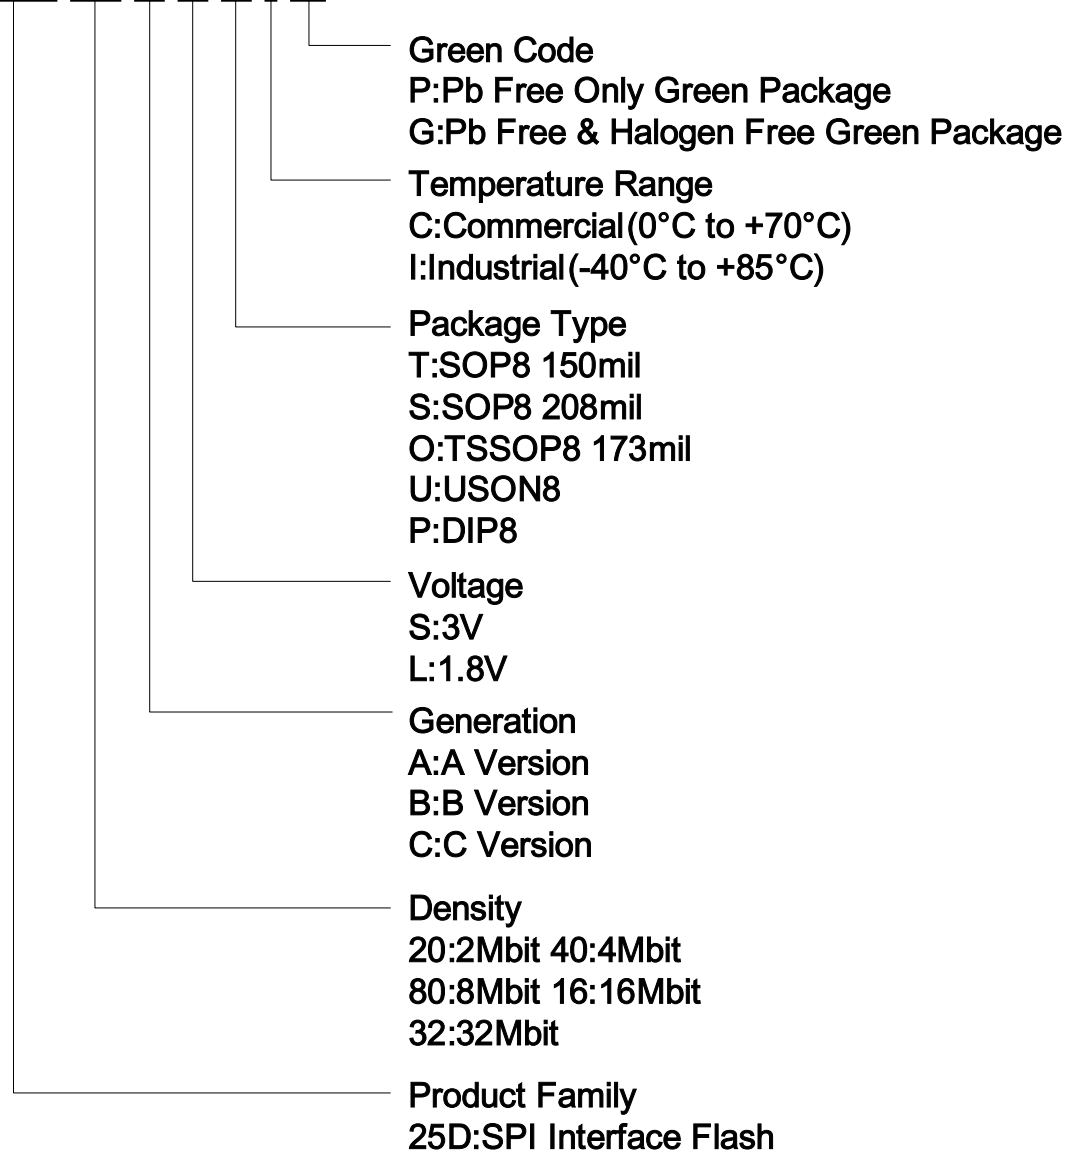 Green Code
P:Pb Free Only Green Package
G:Pb Free & Halogen Free Green Package
Temperature Range
C:Commercial(0°C to +70°C)
I:Industrial(-40°C to +85°C)
Package Type
T:SOP8 150mil
S:SOP8 208mil
O:TSSOP8 173mil
U:USON8
P:DIP8
Voltage
S:3V
L:1.8V
Generation
A:A Version
B:B Version
C:C Version
Density
20:2Mbit 40:4Mbit
80:8Mbit 16:16Mbit
32:32Mbit
Product Family
25D:SPI Interface Flash